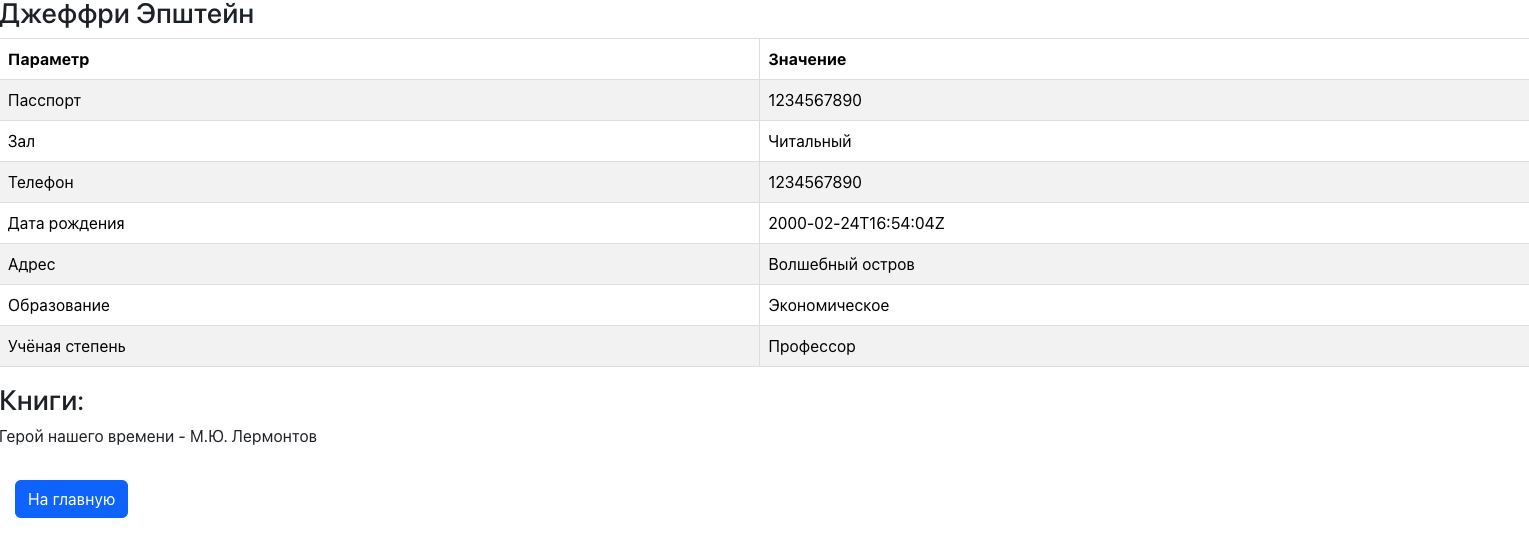 Джеффри Эпштейн
Параметр Значение
Пасспорт 1234567890
Зал Читальный
Телефон 1234567890
Дата рождения 2000-02-24T16:54:04Z
Адрес Волшебный остров
Образование Экономическое
Учёная степень Профессор
Книги:
Герой нашего времени - М.Ю. Лермонтов
На главную